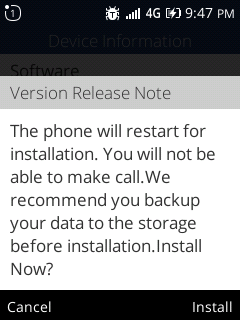 1 4G 9:47 PM
Device Information
Software
Version Release Note
The phone will restart for
installation. You will not be
able to make call.We
recommend you backup
your data to the storage
before installation.Install
Now?
Cancel Install